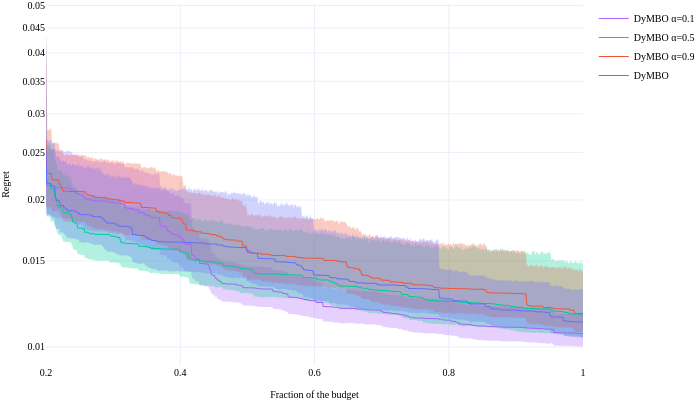 0.05
0.045
0.04
0.035
0.03
0.025
0.02
0.015
0.01
Regret
0.2 0.4 0.6 0.8 1
Fraction of the budget
DyMBO α=0.1
DyMBO α=0.5
DyMBO α=0.9
DyMBO